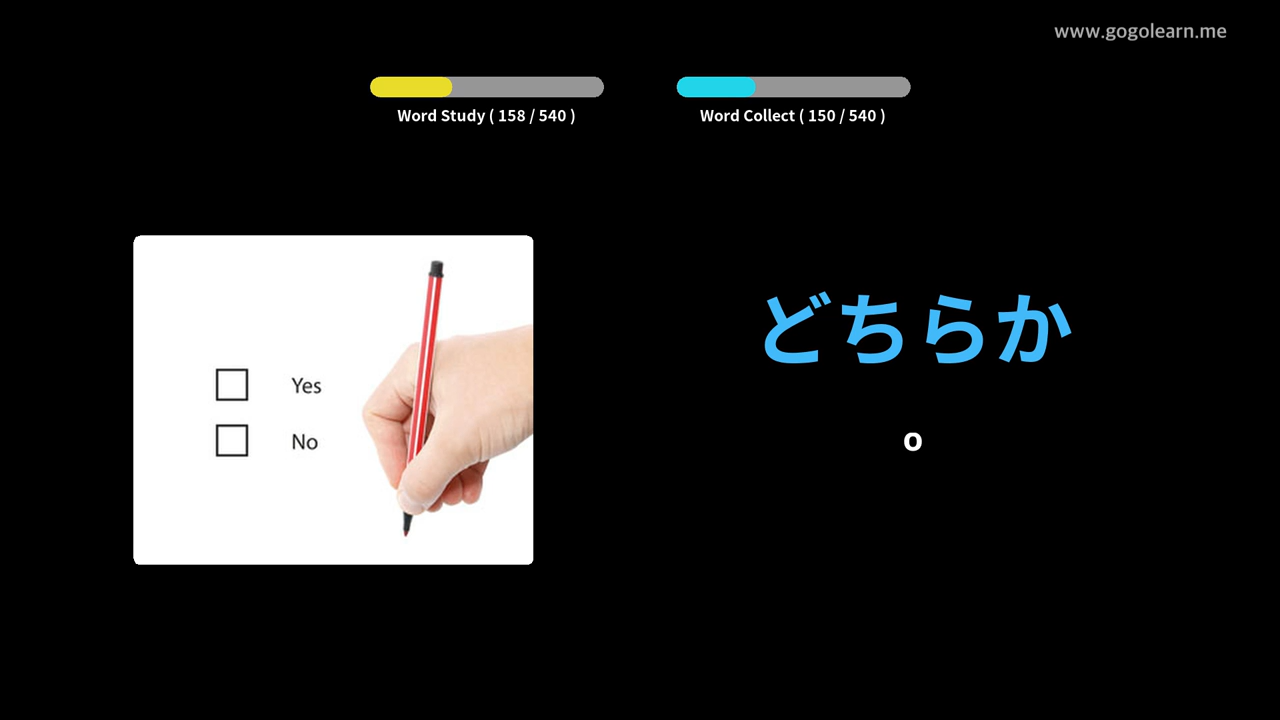 www.gogolearn.me
Word Study ( 158 / 540 )
Word Collect ( 150 / 540 )
Yes
No
どちらか
o